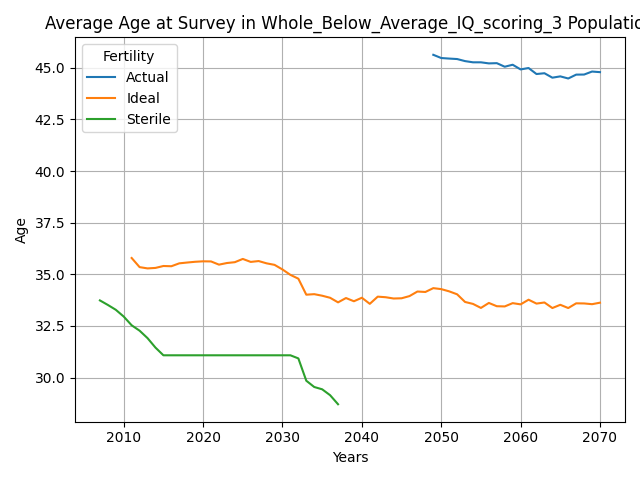 Average Age at Survey in Whole_Below_Average_IQ_scoring_3 Populatio
Fertility
Actual
Ideal
Sterile
45.0
42.5
40.0
37.5
35.0
32.5
30.0
Age
2010 2020 2030 2040 2050 2060 2070
Years